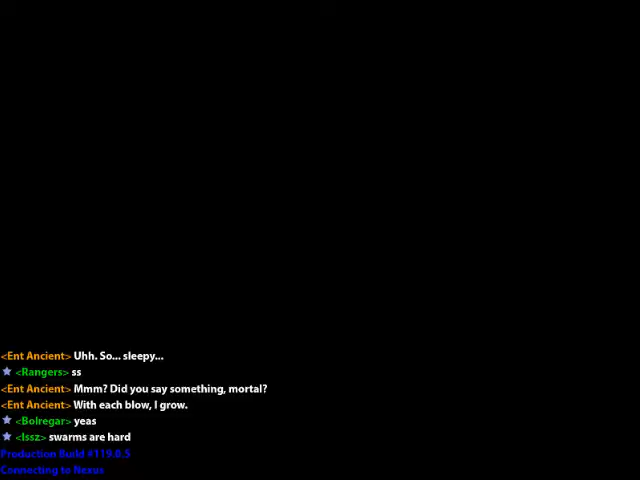 <Ent Ancient> Uhh. So... sleepy...
<Rangers> ss
<Ent Ancient> Mmm? Did you say something, mortal?
<Ent Ancient> With each blow, I grow.
<Bolregar> yeas
<Issz> swarms are hard
Production Build #119.0.5
Connecting to Nexus